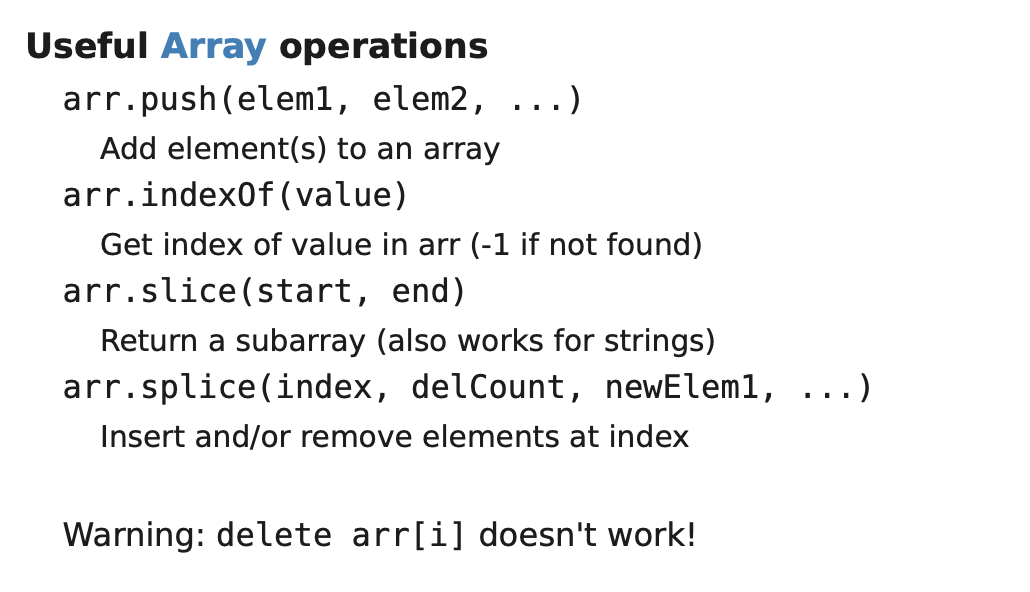 Useful Array operations
arr.push(elem1, elem2, ...)
Add element(s) to an array
arr.indexOf(value)
Get index of value in arr (-1 if not found)
arr.slice(start, end)
Return a subarray (also works for strings)
arr.splice(index, delCount, newElem1, ...)
Insert and/or remove elements at index
Warning: delete arr[i] doesn't work!